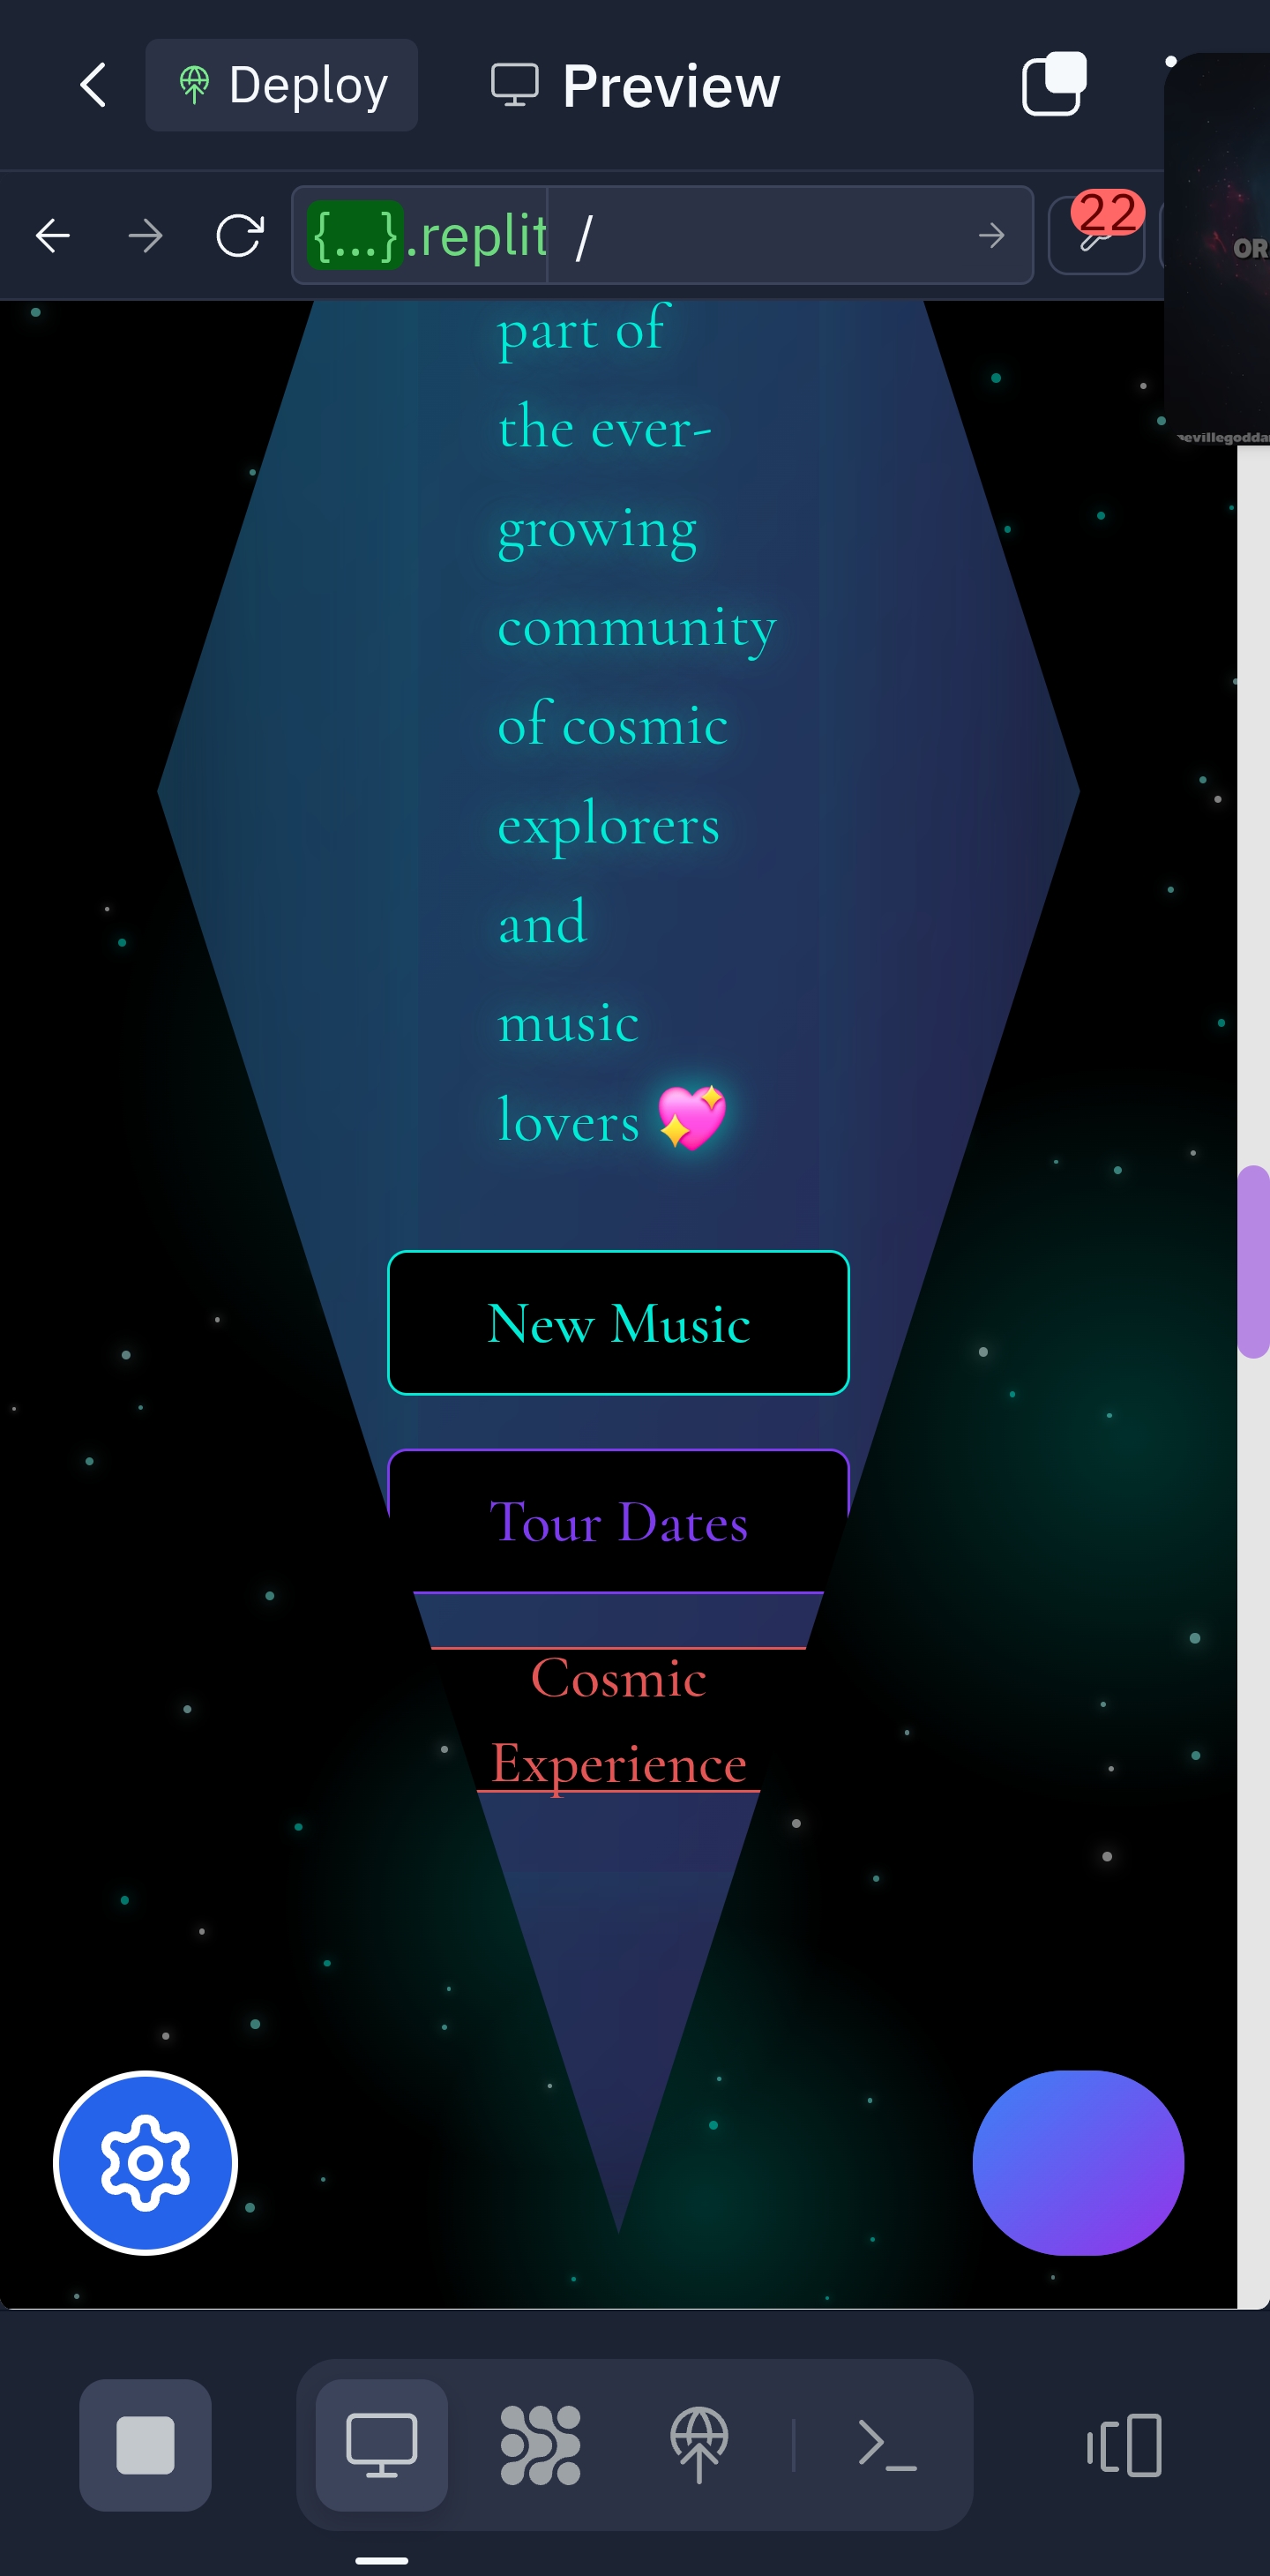 Deploy
Preview
{...}.replit
/
22
OR
part of
the ever-
growing
community
of cosmic
explorers
and
music
lovers 💖
New Music
Tour Dates
Cosmic
Experience